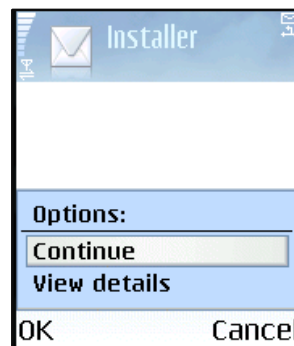 Installer
Options:
Continue
View details
OK Cancel